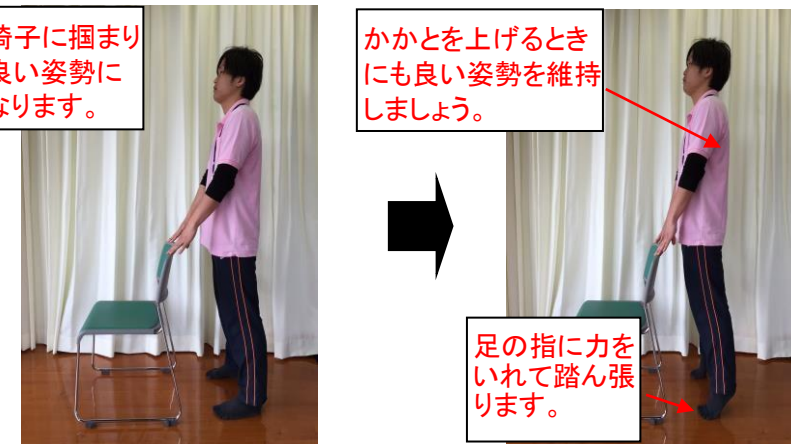 椅子に掴まり
良い姿勢に
なります。
かかとを上げるとき
にも良い姿勢を維持
しましょう。
足の指に力を
いれて踏ん張
ります。